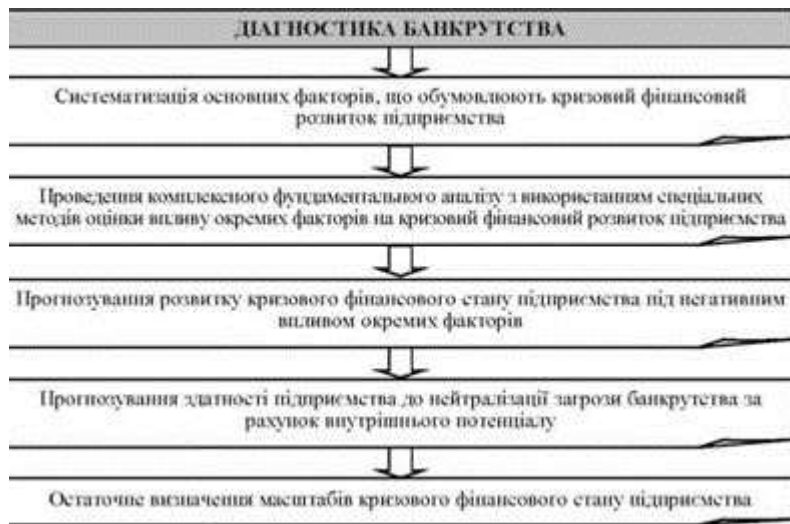 ДІАГНОСТИКА БАНКРУТСТВА
Систематизація основних факторів, що обумовлюють кризовий фінансовий
розвиток підприємства
Проведення комплексного фундаментального аналізу з використанням спеціальних
методів оцінки впливу окремих факторів на кризовий фінансовий розвиток підприємства
Прогнозування розвитку кризового фінансового стану підприємства під негативним
впливом окремих факторів
Прогнозування здатності підприємства до нейтралізації загрози банкрутства за
рахунок внутрішнього потенціалу
Остаточне визначення масштабів кризового фінансового стану підприємства